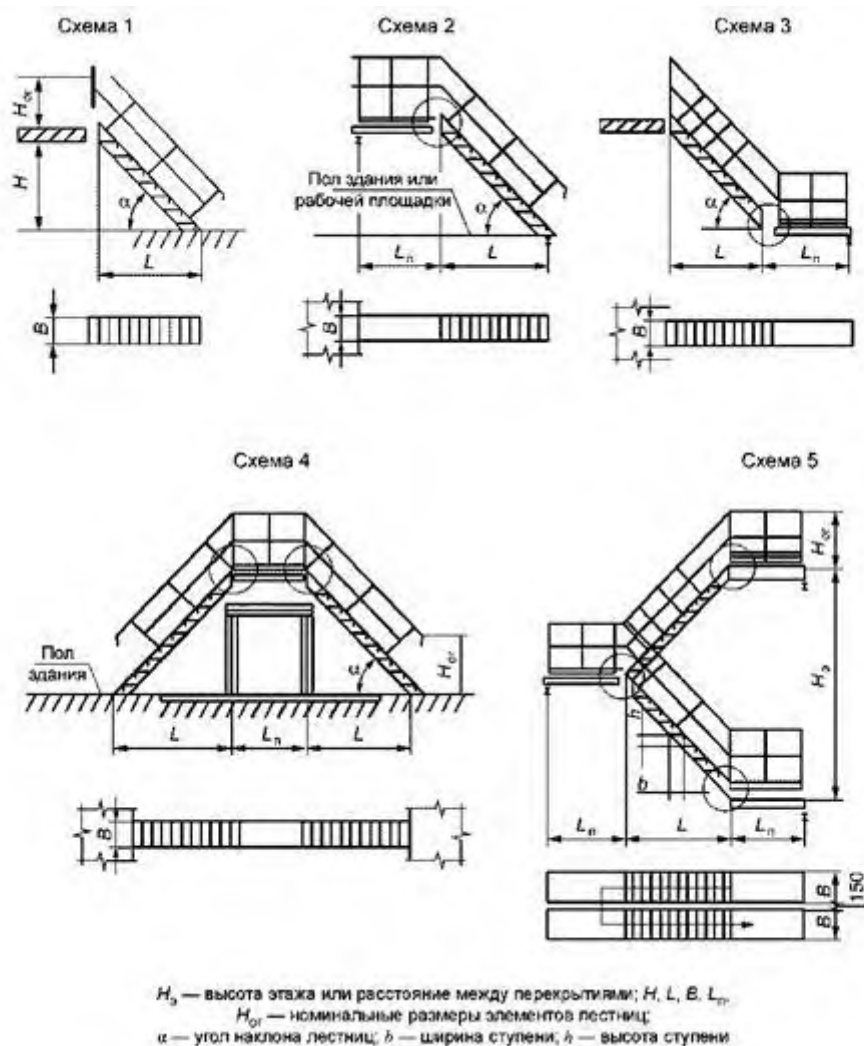 Схема 1
Схема 2
Схема 3
Hог
H
α
L
B
Пол здания или
рабочей площадки
α
Lп
L
B
α
L
Lп
B
Схема 4
Схема 5
Пол
здания
α
Hог
L
Lп
L
B
Hог
Hэ
h
b
Lп
L
Lп
B
B
150
Hэ — высота этажа или расстояние между перекрытиями; H, L, B, Lп,
Hог — номинальные размеры элементов лестниц;
α — угол наклона лестниц; b — ширина ступени; h — высота ступени